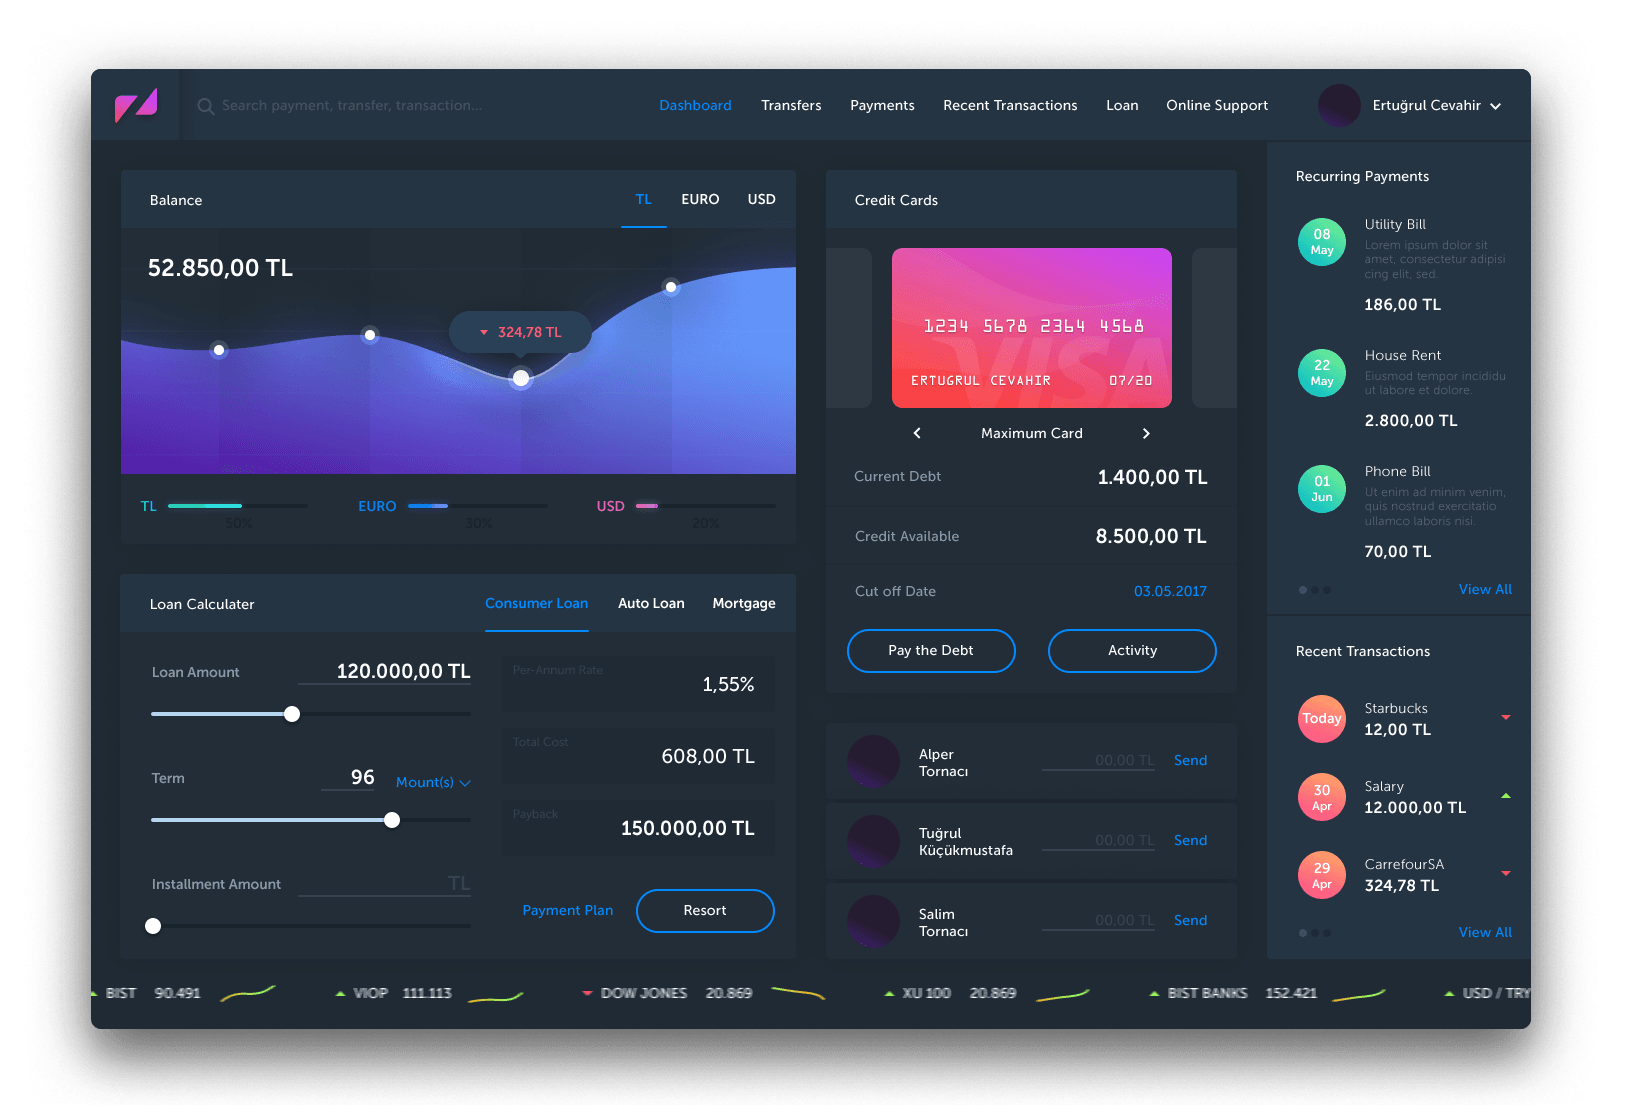 Search payment, transfer, transaction...
Dashboard
Transfers
Payments
Recent Transactions
Loan
Online Support
Ertuğrul Cevahir
Balance
TL
EURO
USD
52.850,00 TL
324,78 TL
TL
50%
EURO
30%
USD
20%
Loan Calculater
Consumer Loan
Auto Loan
Mortgage
Loan Amount
120.000,00 TL
Term
96
Mount(s)
Installment Amount
TL
Per-Annum Rate
1,55%
Total Cost
608,00 TL
Payback
150.000,00 TL
Payment Plan
Resort
Credit Cards
1234 5678 2364 4568
VISA
ERTUGRUL CEVAHIR
07/20
Maximum Card
Current Debt
1.400,00 TL
Credit Available
8.500,00 TL
Cut off Date
03.05.2017
Pay the Debt
Activity
Alper
Tornacı
00,00 TL
Send
Tuğrul
Küçükmustafa
00,00 TL
Send
Salim
Tornacı
00,00 TL
Send
Recurring Payments
08
May
Utility Bill
Lorem ipsum dolor sit
amet, consectetur adipisi
cing elit, sed.
186,00 TL
22
May
House Rent
Eiusmod tempor incididu
ut labore et dolore.
2.800,00 TL
01
Jun
Phone Bill
Ut enim ad minim venim,
quis nostrud exercitatio
ullamco laboris nisi.
70,00 TL
View All
Recent Transactions
Today
Starbucks
12,00 TL
30
Apr
Salary
12.000,00 TL
29
Apr
CarrefourSA
324,78 TL
View All
BIST 90.491
VIOP 111.113
DOW JONES 20.869
XU 100 20.869
BIST BANKS 152.421
USD / TRY